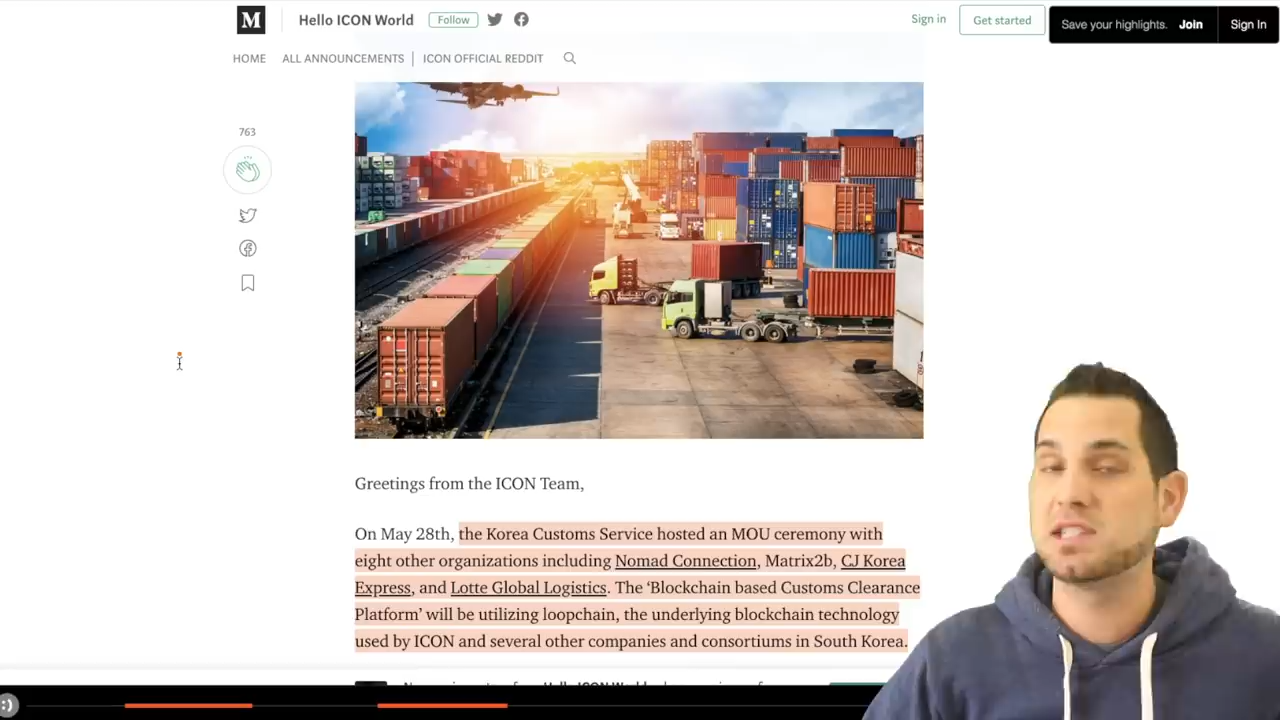 M
Hello ICON World
Follow
Sign in
Get started
Save your highlights. Join
Sign In
HOME
ALL ANNOUNCEMENTS
ICON OFFICIAL REDDIT
763
Greetings from the ICON Team,
On May 28th, the Korea Customs Service hosted an MOU ceremony with
eight other organizations including Nomad Connection, Matrix2b, CJ Korea
Express, and Lotte Global Logistics. The ‘Blockchain based Customs Clearance
Platform’ will be utilizing loopchain, the underlying blockchain technology
used by ICON and several other companies and consortiums in South Korea.